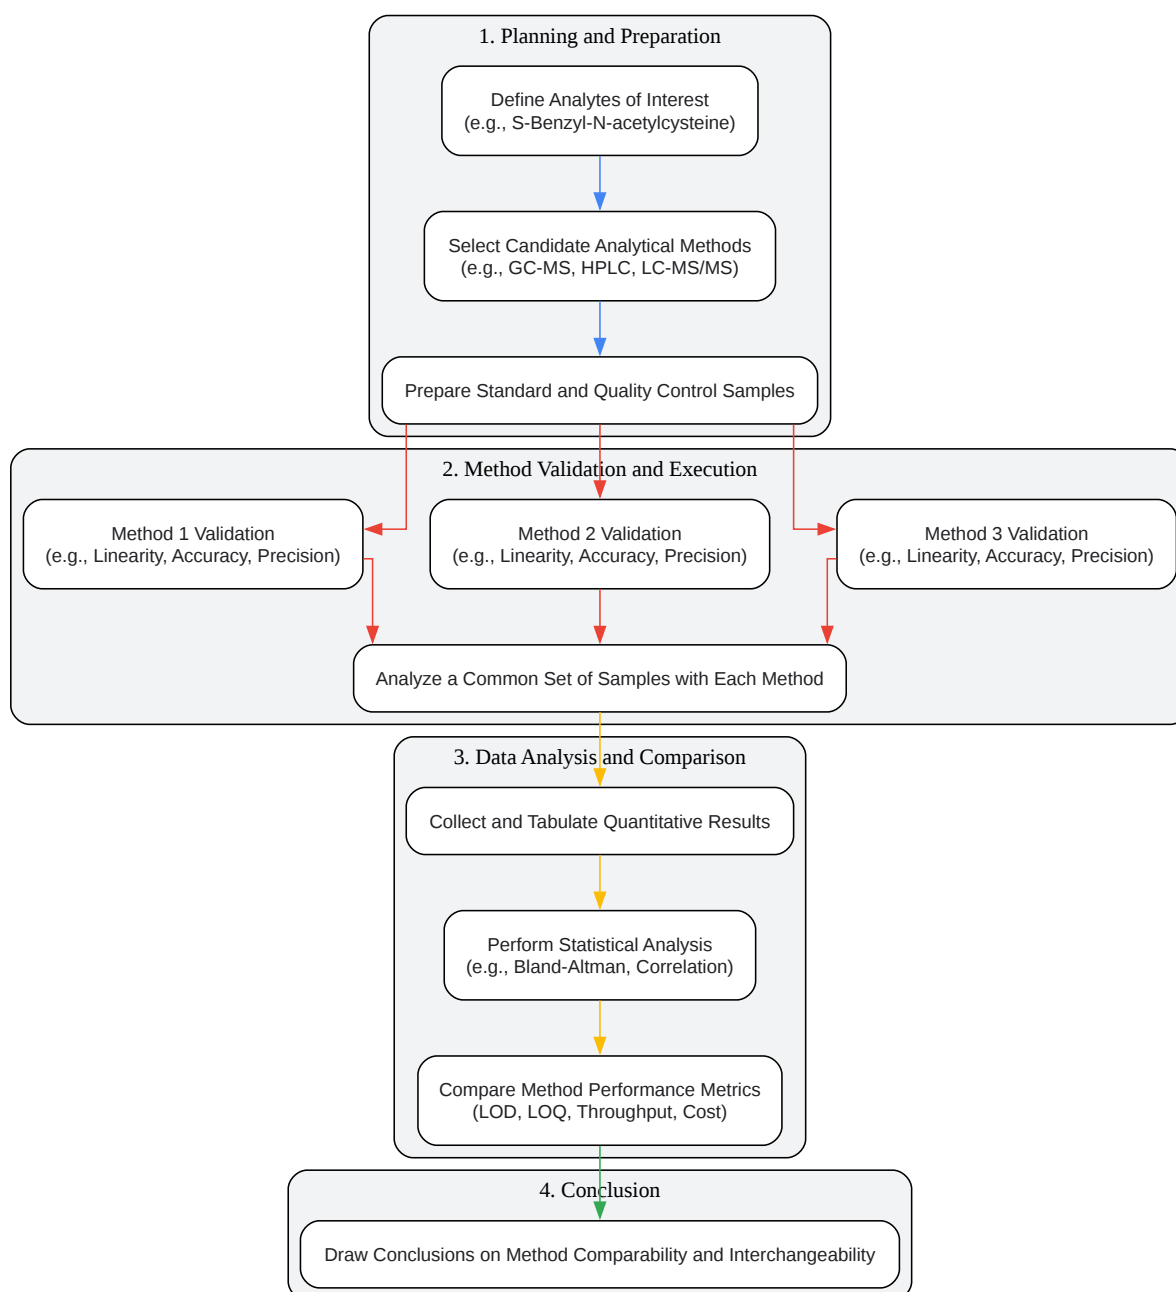 1. Planning and Preparation
Define Analytes of Interest
(e.g., S-Benzyl-N-acetylcysteine)
Select Candidate Analytical Methods
(e.g., GC-MS, HPLC, LC-MS/MS)
Prepare Standard and Quality Control Samples
2. Method Validation and Execution
Method 1 Validation
(e.g., Linearity, Accuracy, Precision)
Method 2 Validation
(e.g., Linearity, Accuracy, Precision)
Method 3 Validation
(e.g., Linearity, Accuracy, Precision)
Analyze a Common Set of Samples with Each Method
3. Data Analysis and Comparison
Collect and Tabulate Quantitative Results
Perform Statistical Analysis
(e.g., Bland-Altman, Correlation)
Compare Method Performance Metrics
(LOD, LOQ, Throughput, Cost)
4. Conclusion
Draw Conclusions on Method Comparability and Interchangeability